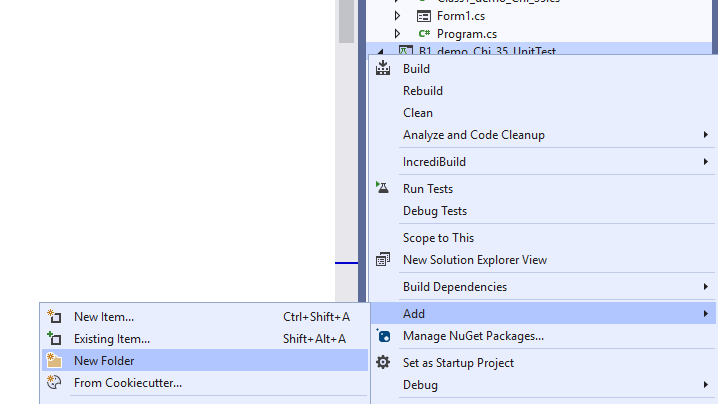 Form1.cs
C# Program.cs
B1_demo_Chi_35_UnitTest
Build
Rebuild
Clean
Analyze and Code Cleanup
IncrediBuild
Run Tests
Debug Tests
Scope to This
New Solution Explorer View
Build Dependencies
Add
Manage NuGet Packages...
Set as Startup Project
Debug
New Item... Ctrl+Shift+A
Existing Item... Shift+Alt+A
New Folder
From Cookiecutter...